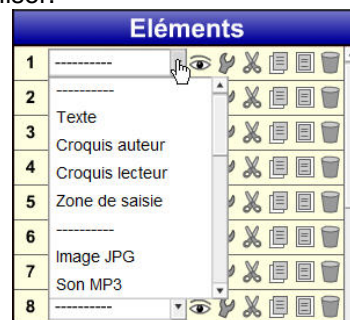 Eléments
1 ----------
2 ----------
Texte
3 Croquis auteur
4 Croquis lecteur
5 Zone de saisie
6 ----------
Image JPG
7 Son MP3
8 ----------